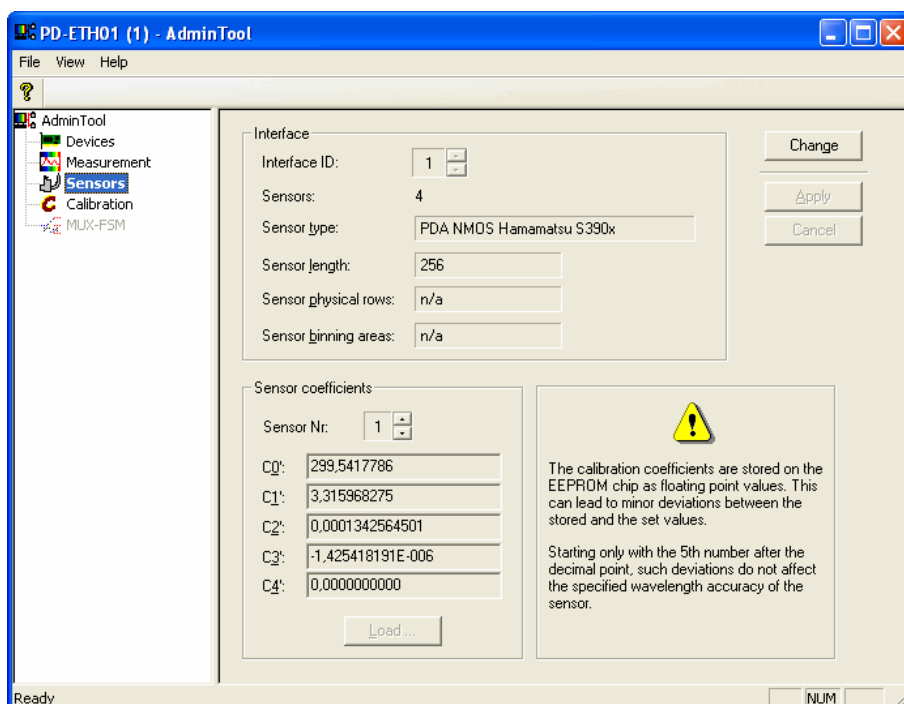 PD-ETH01 (1) - AdminTool
File View Help
AdminTool
Devices
Measurement
Sensors
Calibration
MUX-FSM
Interface
Interface ID: 1
Sensors: 4
Sensor type: PDA NMOS Hamamatsu S390x
Sensor length: 256
Sensor physical rows: n/a
Sensor binning areas: n/a
Change
Apply
Cancel
Sensor coefficients
Sensor Nr: 1
C0': 299,5417786
C1': 3,315968275
C2': 0,0001342564501
C3': -1,425418191E-006
C4': 0,0000000000
Load ...
The calibration coefficients are stored on the
EEPROM chip as floating point values. This
can lead to minor deviations between the
stored and the set values.
Starting only with the 5th number after the
decimal point, such deviations do not affect
the specified wavelength accuracy of the
sensor.
Ready NUM